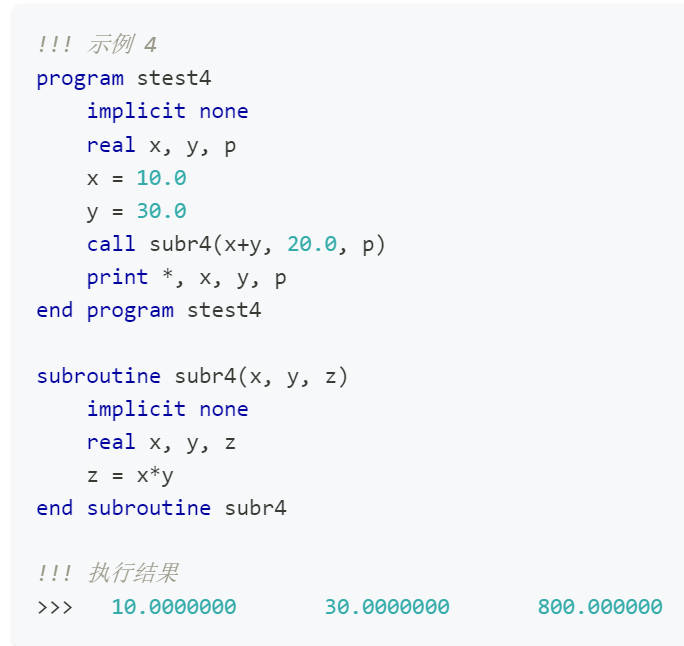 !!! 示例 4
program stest4
    implicit none
    real x, y, p
    x = 10.0
    y = 30.0
    call subr4(x+y, 20.0, p)
    print *, x, y, p
end program stest4

subroutine subr4(x, y, z)
    implicit none
    real x, y, z
    z = x*y
end subroutine subr4

!!! 执行结果
>>>   10.0000000       30.0000000       800.000000